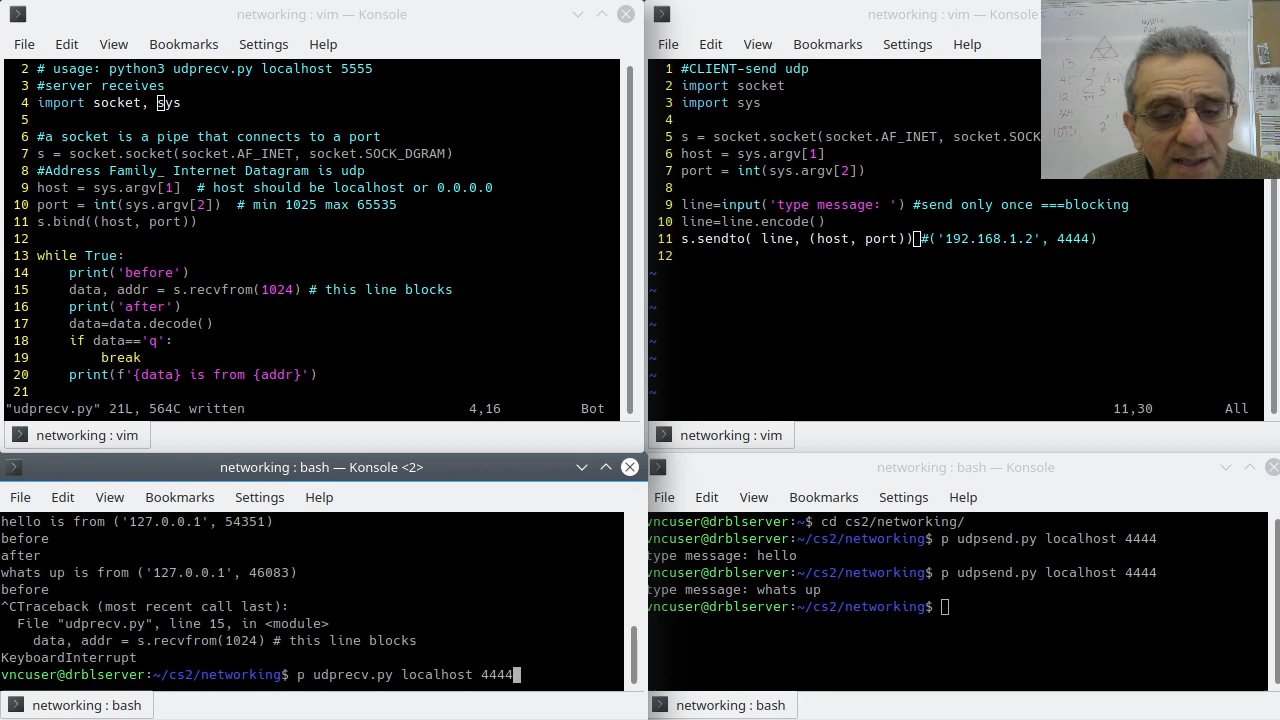 networking : vim — Konsole
File Edit View Bookmarks Settings Help
2 # usage: python3 udprecv.py localhost 5555
3 #server receives
4 import socket, sys
5
6 #a socket is a pipe that connects to a port
7 s = socket.socket(socket.AF_INET, socket.SOCK_DGRAM)
8 #Address Family_ Internet Datagram is udp
9 host = sys.argv[1]  # host should be localhost or 0.0.0.0
10 port = int(sys.argv[2])  # min 1025 max 65535
11 s.bind((host, port))
12
13 while True:
14     print('before')
15     data, addr = s.recvfrom(1024) # this line blocks
16     print('after')
17     data=data.decode()
18     if data=='q':
19         break
20     print(f'{data} is from {addr}')
21
"udprecv.py" 21L, 564C written 4,16 Bot
networking : vim
networking : vim — Konsole
File Edit View Bookmarks Settings Help
1 #CLIENT-send udp
2 import socket
3 import sys
4
5 s = socket.socket(socket.AF_INET, socket.SOCK
6 host = sys.argv[1]
7 port = int(sys.argv[2])
8
9 line=input('type message: ') #send only once ===blocking
10 line=line.encode()
11 s.sendto( line, (host, port)) #('192.168.1.2', 4444)
12
~
~
~
~
~
~
~
~
11,30 All
networking : vim
networking : bash — Konsole <2>
File Edit View Bookmarks Settings Help
hello is from ('127.0.0.1', 54351)
before
after
whats up is from ('127.0.0.1', 46083)
before
^CTraceback (most recent call last):
  File "udprecv.py", line 15, in <module>
    data, addr = s.recvfrom(1024) # this line blocks
KeyboardInterrupt
vncuser@drblserver:~/cs2/networking$ p udprecv.py localhost 4444
networking : bash
networking : bash — Konsole
File Edit View Bookmarks Settings Help
vncuser@drblserver:~$ cd cs2/networking/
vncuser@drblserver:~/cs2/networking$ p udpsend.py localhost 4444
type message: hello
vncuser@drblserver:~/cs2/networking$ p udpsend.py localhost 4444
type message: whats up
vncuser@drblserver:~/cs2/networking$
networking : bash